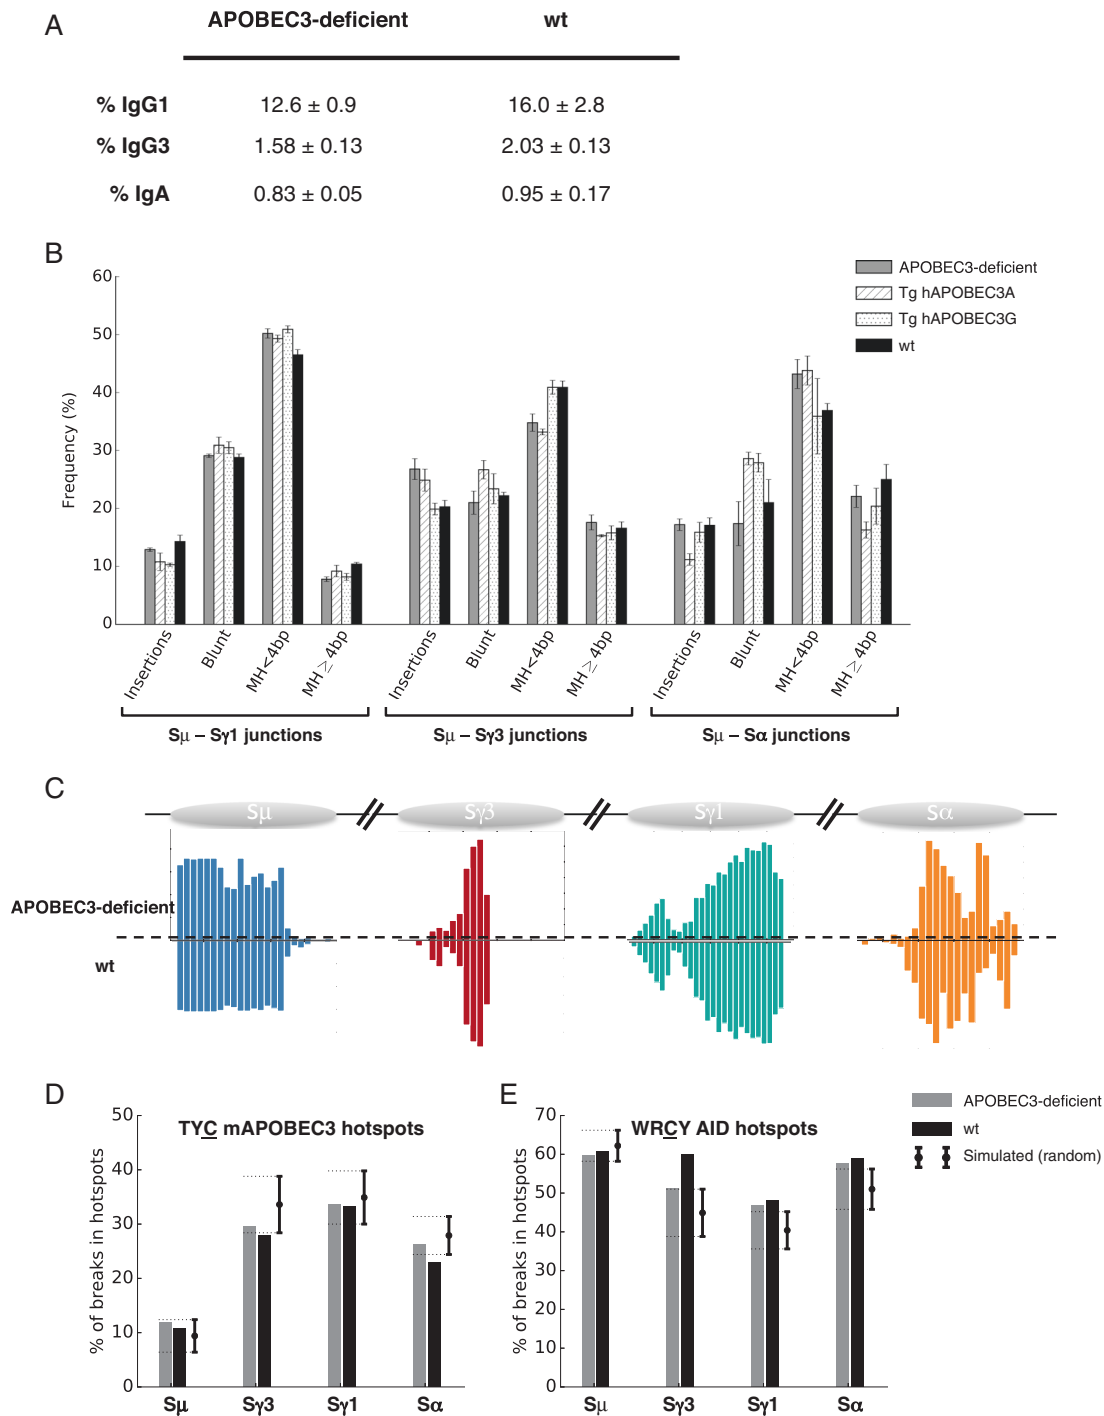 A
APOBEC3-deficient wt
% IgG1 12.6 ± 0.9 16.0 ± 2.8
% IgG3 1.58 ± 0.13 2.03 ± 0.13
% IgA 0.83 ± 0.05 0.95 ± 0.17
B
60
50
40
30
20
10
0
Frequency (%)
APOBEC3-deficient
Tg hAPOBEC3A
Tg hAPOBEC3G
wt
Insertions Blunt MH<4bp MH≥4bp Insertions Blunt MH<4bp MH≥4bp Insertions Blunt MH<4bp MH≥4bp
Sμ – Sγ1 junctions Sμ – Sγ3 junctions Sμ – Sα junctions
C
Sμ Sγ3 Sγ1 Sα
APOBEC3-deficient
wt
D
TYC mAPOBEC3 hotspots
50
40
30
20
10
0
% of breaks in hotspots
Sμ Sγ3 Sγ1 Sα
E
WRCY AID hotspots
70
60
50
40
30
20
10
0
% of breaks in hotspots
Sμ Sγ3 Sγ1 Sα
APOBEC3-deficient
wt
Simulated (random)